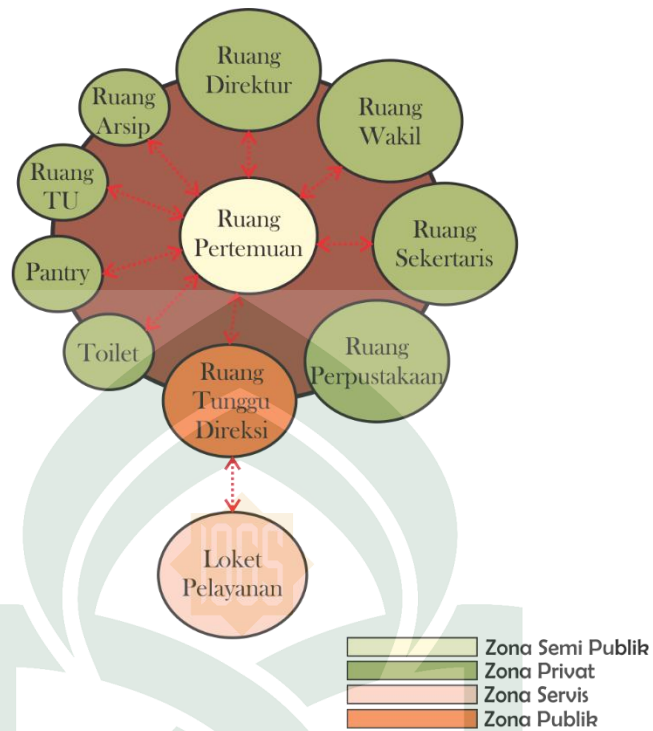 Ruang
Direktur
Ruang
Wakil
Ruang
Arsip
Ruang
TU
Ruang
Pertemuan
Ruang
Sekertaris
Pantry
Toilet
Ruang
Perpustakaan
Ruang
Tunggu
Direksi
Loket
Pelayanan
Zona Semi Publik
Zona Privat
Zona Servis
Zona Publik